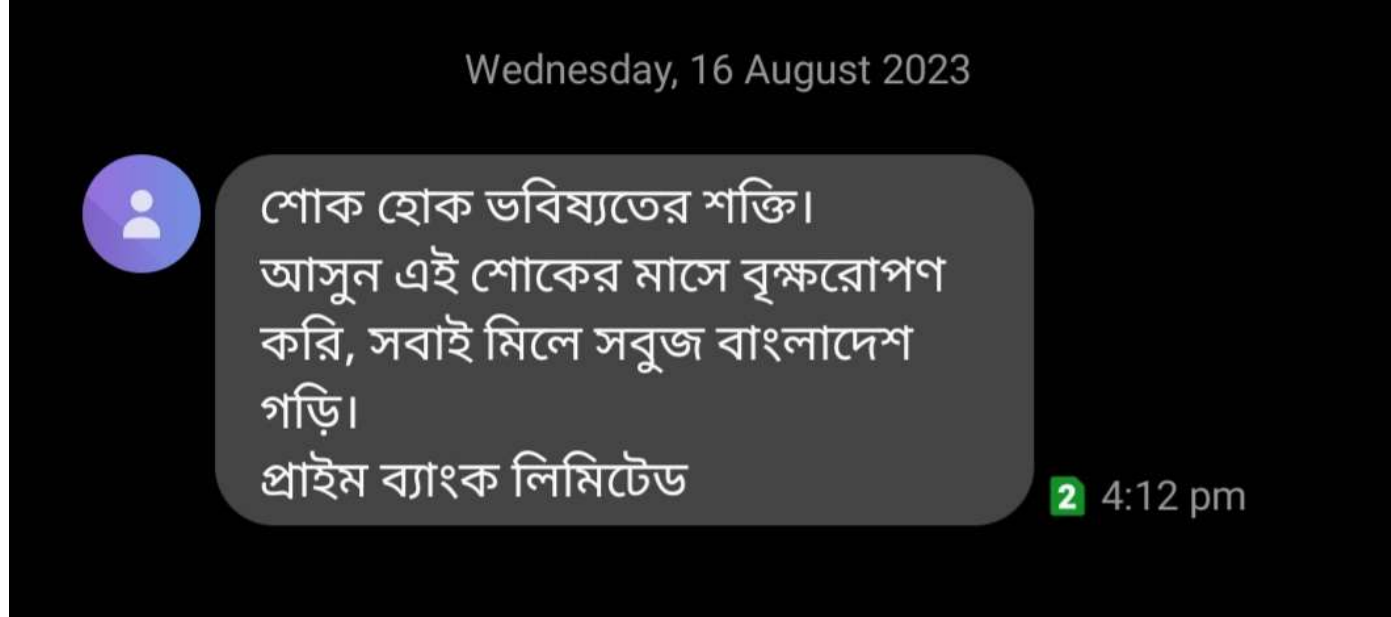 Wednesday, 16 August 2023
শোক হোক ভবিষ্যতের শক্তি।
আসুন এই শোকের মাসে বৃক্ষরোপণ
করি, সবাই মিলে সবুজ বাংলাদেশ
গড়ি।
প্রাইম ব্যাংক লিমিটেড
2 4:12 pm